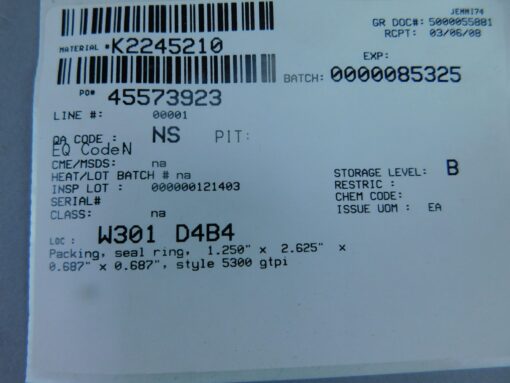 JEMMI74
GR DOC#: 5000055881
RCPT: 03/06/08
MATERIAL # K2245210
EXP:
BATCH: 0000085325
PO# 45573923
LINE #: 00001
QA CODE : NS PIT:
EQ Code N
CME/MSDS: na
HEAT/LOT BATCH # na
INSP LOT : 000000121403
SERIAL#
CLASS: na
STORAGE LEVEL: B
RESTRIC :
CHEM CODE:
ISSUE UOM : EA
LOC : W301 D4B4
Packing, seal ring, 1.250" x 2.625" x
0.687" x 0.687", style 5300 gtpi